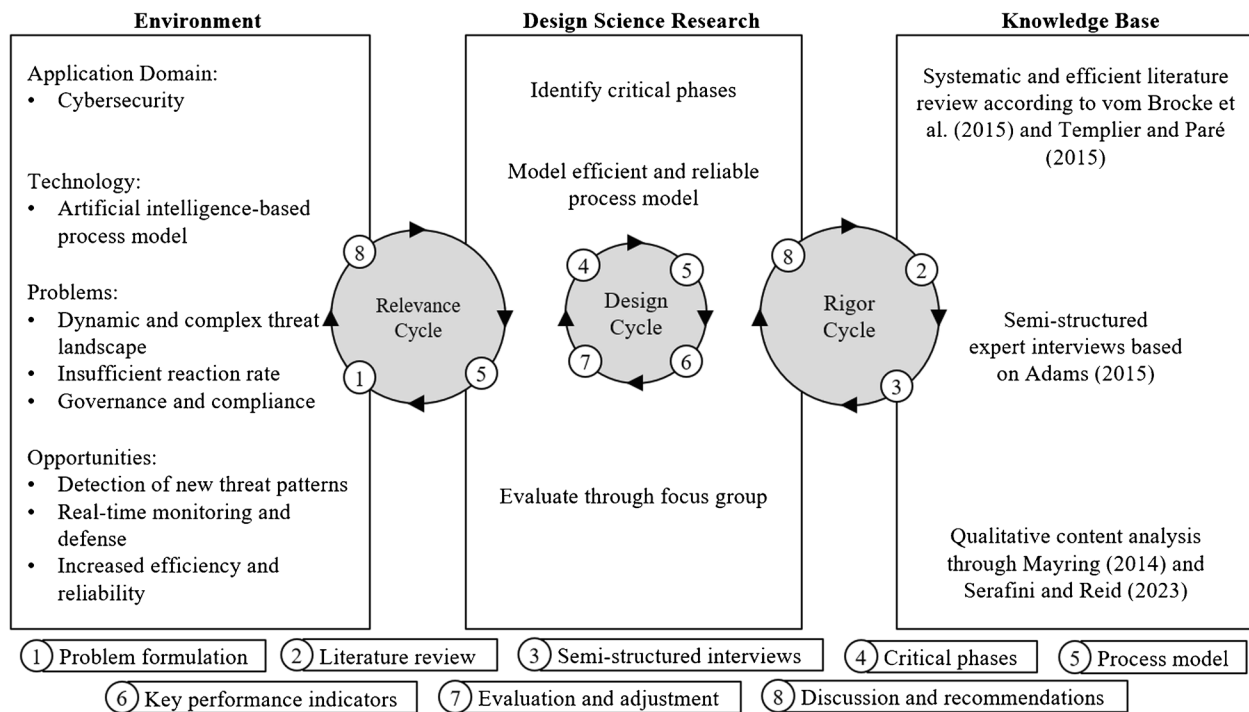 Environment
Application Domain:
• Cybersecurity
Technology:
• Artificial intelligence-based
process model
Problems:
• Dynamic and complex threat
landscape
• Insufficient reaction rate
• Governance and compliance
Opportunities:
• Detection of new threat patterns
• Real-time monitoring and
defense
• Increased efficiency and
reliability
8
Relevance
Cycle
1
5
Design Science Research
Identify critical phases
Model efficient and reliable
process model
4
5
Design
Cycle
7
6
Evaluate through focus group
8
2
Rigor
Cycle
3
Knowledge Base
Systematic and efficient literature
review according to vom Brocke et
al. (2015) and Templier and Paré
(2015)
Semi-structured
expert interviews based
on Adams (2015)
Qualitative content analysis
through Mayring (2014) and
Serafini and Reid (2023)
1 Problem formulation
2 Literature review
3 Semi-structured interviews
4 Critical phases
5 Process model
6 Key performance indicators
7 Evaluation and adjustment
8 Discussion and recommendations